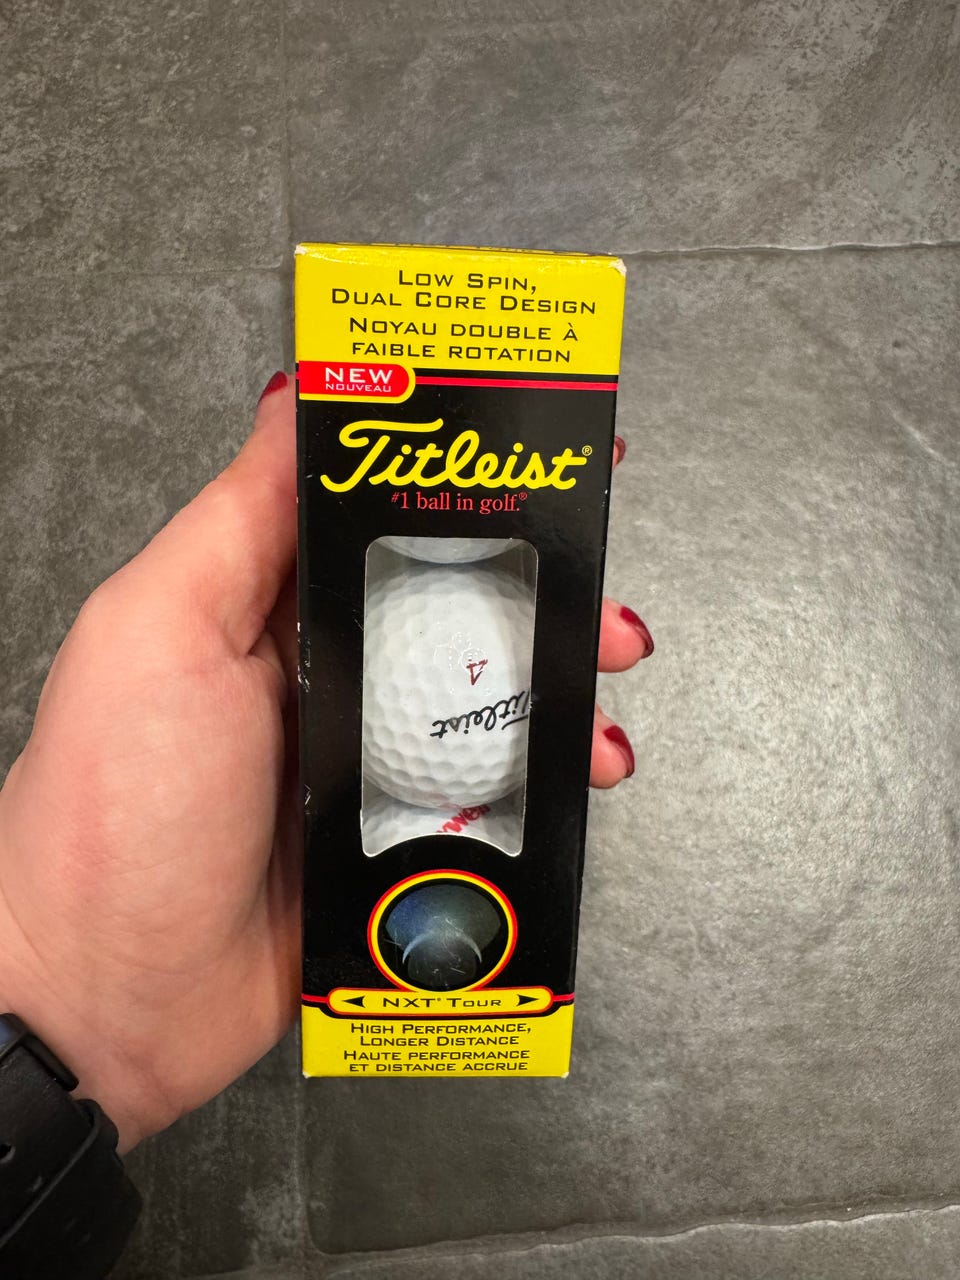 LOW SPIN,
DUAL CORE DESIGN
NOYAU DOUBLE À
FAIBLE ROTATION
NEW
NOUVEAU
Titleist®
#1 ball in golf.®
4
Titleist
NXT® TOUR
HIGH PERFORMANCE,
LONGER DISTANCE
HAUTE PERFORMANCE
ET DISTANCE ACCRUE